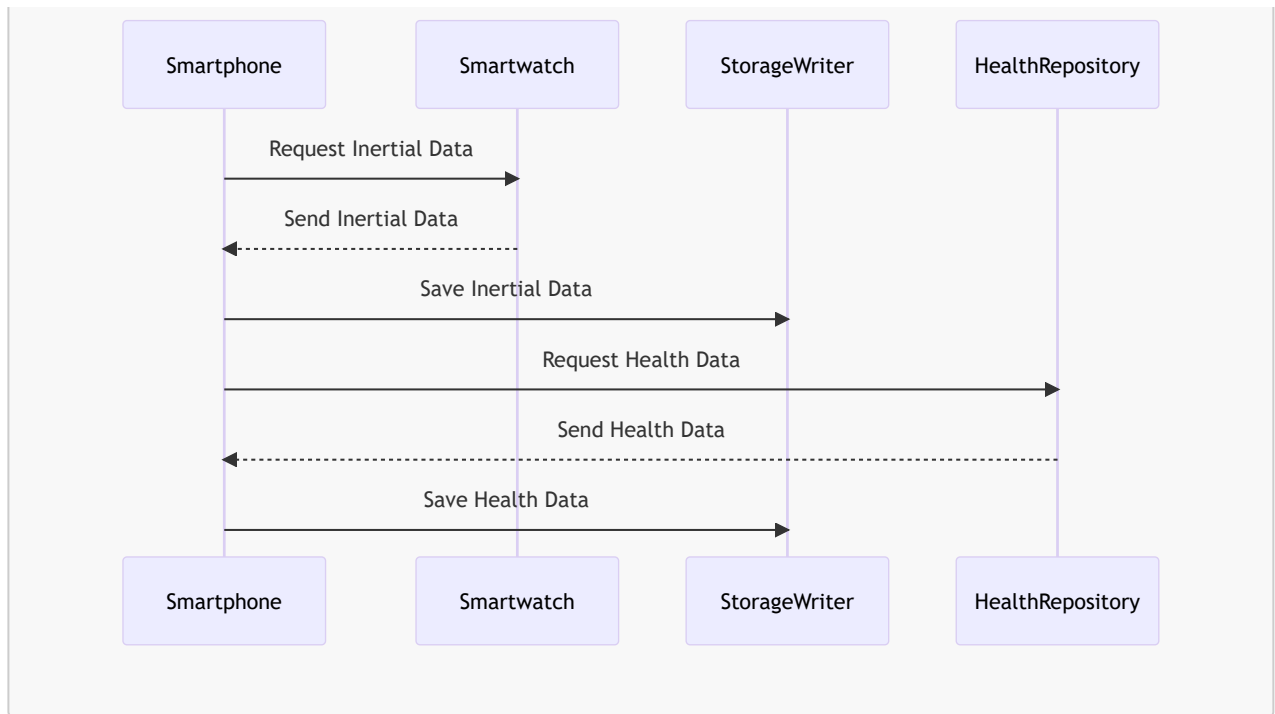 Smartphone
Smartwatch
StorageWriter
HealthRepository
Request Inertial Data
Send Inertial Data
Save Inertial Data
Request Health Data
Send Health Data
Save Health Data
Smartphone
Smartwatch
StorageWriter
HealthRepository